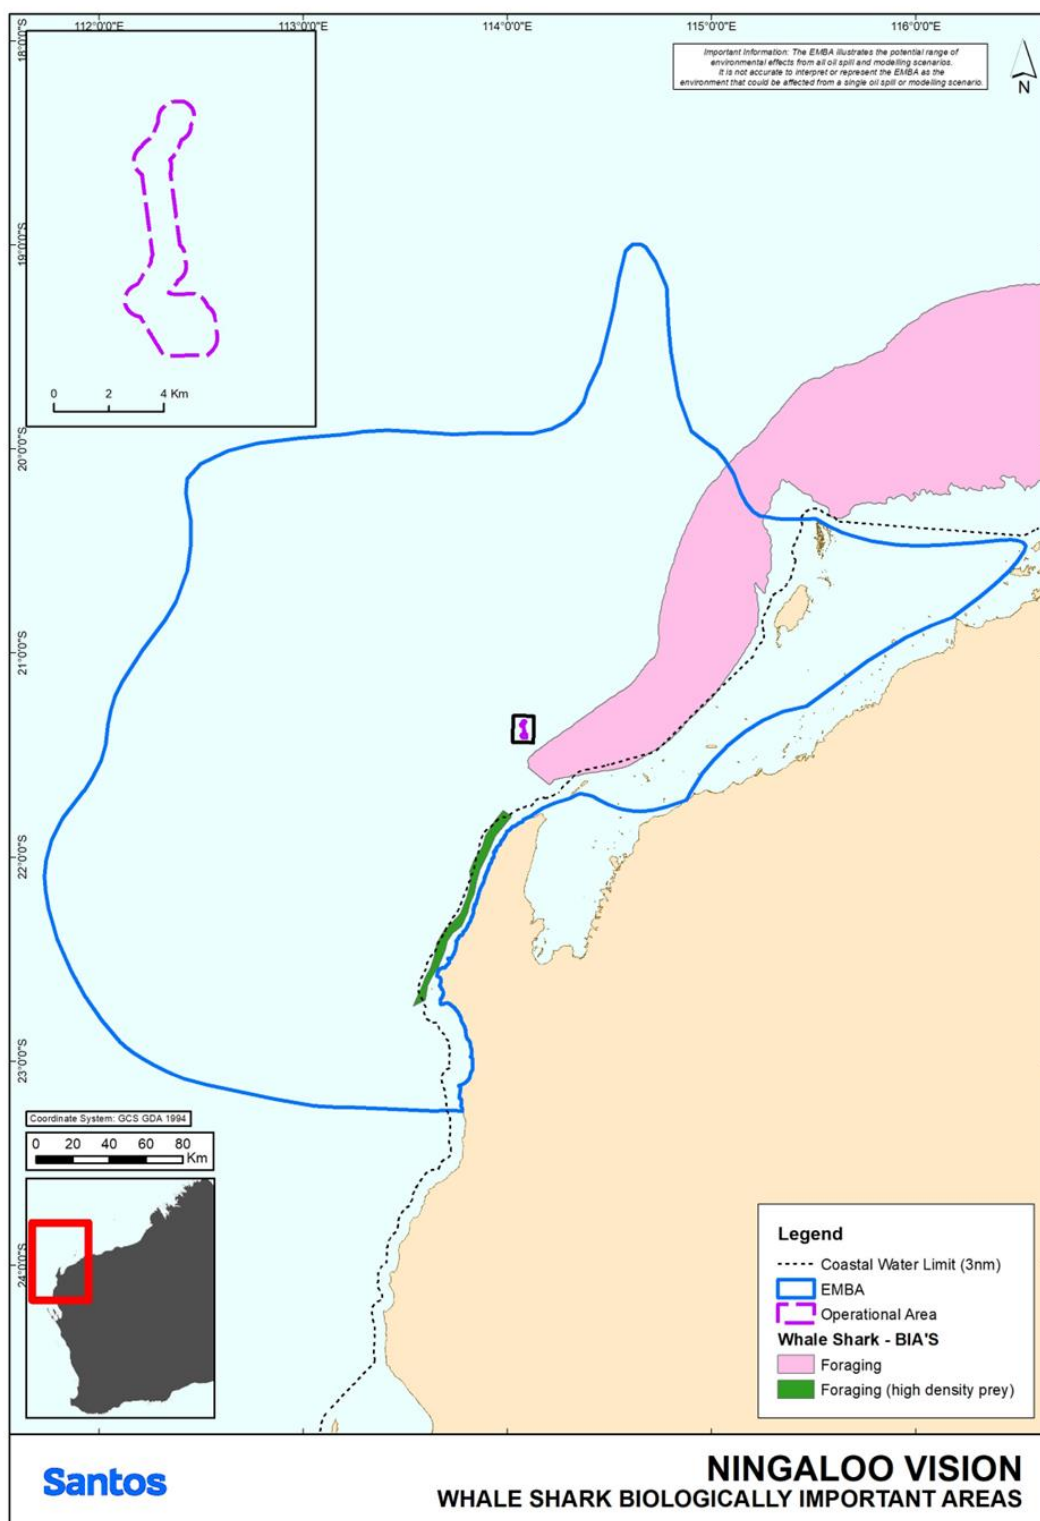 112°0'0"E
113°0'0"E
114°0'0"E
115°0'0"E
116°0'0"E
18°0'0"S
19°0'0"S
20°0'0"S
21°0'0"S
22°0'0"S
23°0'0"S
24°0'0"S
Important Information: The EMBA illustrates the potential range of
environmental effects from all oil spill and modelling scenarios.
It is not accurate to interpret or represent the EMBA as the
environment that could be affected from a single oil spill or modelling scenario.
N
0 2 4 Km
Coordinate System: GCS GDA 1994
0 20 40 60 80
Km
Legend
Coastal Water Limit (3nm)
EMBA
Operational Area
Whale Shark - BIA'S
Foraging
Foraging (high density prey)
Santos
NINGALOO VISION
WHALE SHARK BIOLOGICALLY IMPORTANT AREAS